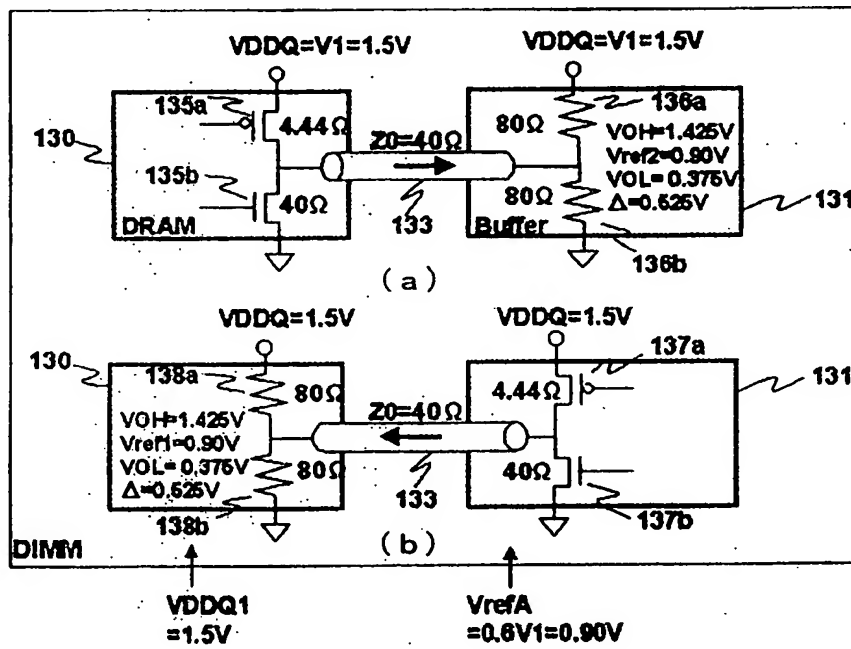 VDDQ=V1=1.5V
VDDQ=V1=1.5V
135a
130
4.44Ω
135b
40Ω
DRAM
Z0=40Ω
133
80Ω
136a
VOH=1.425V
Vref2=0.90V
VOL=0.375V
Δ=0.525V
80Ω
131
Buffer
136b
(a)
VDDQ=1.5V
VDDQ=1.5V
130
138a
80Ω
VOH=1.425V
Vref1=0.90V
VOL=0.375V
Δ=0.525V
80Ω
138b
Z0=40Ω
133
137a
4.44Ω
131
40Ω
137b
DIMM
(b)
VDDQ1
=1.5V
VrefA
=0.6V1=0.90V